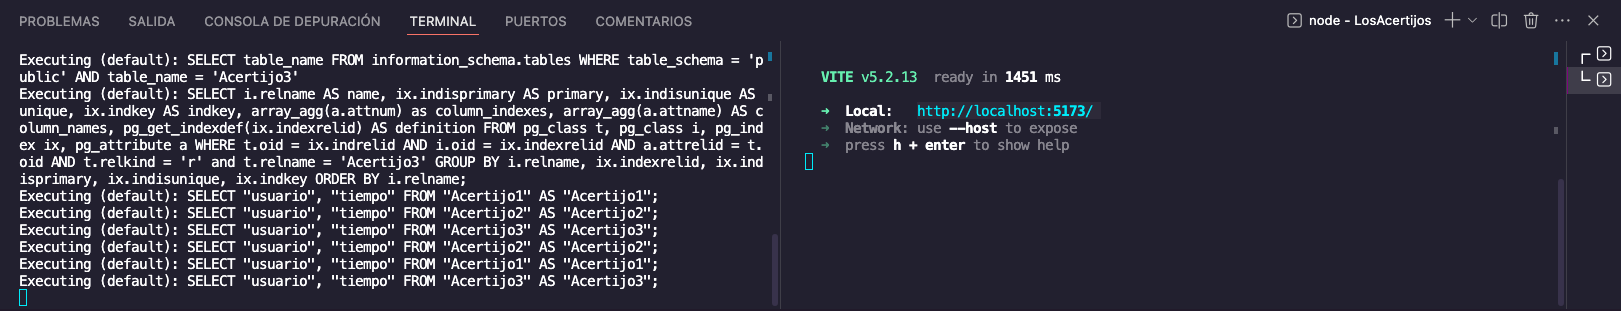 PROBLEMAS SALIDA CONSOLA DE DEPURACIÓN TERMINAL PUERTOS COMENTARIOS node - LosAcertijos
Executing (default): SELECT table_name FROM information_schema.tables WHERE table_schema = 'p
ublic' AND table_name = 'Acertijo3'
Executing (default): SELECT i.relname AS name, ix.indisprimary AS primary, ix.indisunique AS
unique, ix.indkey AS indkey, array_agg(a.attnum) as column_indexes, array_agg(a.attname) AS c
olumn_names, pg_get_indexdef(ix.indexrelid) AS definition FROM pg_class t, pg_class i, pg_ind
ex ix, pg_attribute a WHERE t.oid = ix.indrelid AND i.oid = ix.indexrelid AND a.attrelid = t.
oid AND t.relkind = 'r' and t.relname = 'Acertijo3' GROUP BY i.relname, ix.indexrelid, ix.ind
isprimary, ix.indisunique, ix.indkey ORDER BY i.relname;
Executing (default): SELECT "usuario", "tiempo" FROM "Acertijo1" AS "Acertijo1";
Executing (default): SELECT "usuario", "tiempo" FROM "Acertijo2" AS "Acertijo2";
Executing (default): SELECT "usuario", "tiempo" FROM "Acertijo3" AS "Acertijo3";
Executing (default): SELECT "usuario", "tiempo" FROM "Acertijo2" AS "Acertijo2";
Executing (default): SELECT "usuario", "tiempo" FROM "Acertijo1" AS "Acertijo1";
Executing (default): SELECT "usuario", "tiempo" FROM "Acertijo3" AS "Acertijo3";
VITE v5.2.13 ready in 1451 ms
➜ Local: http://localhost:5173/
➜ Network: use --host to expose
➜ press h + enter to show help